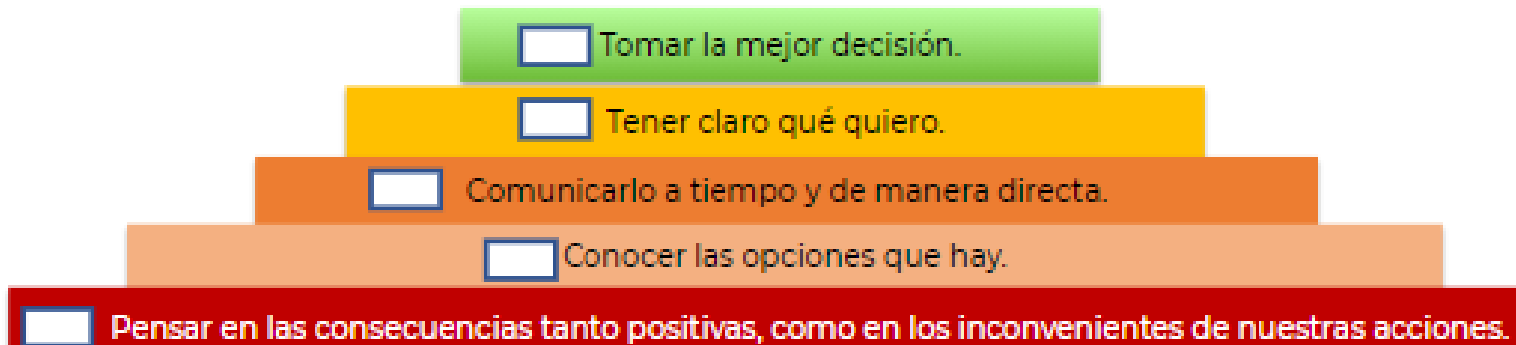 Tomar la mejor decisión.
Tener claro qué quiero.
Comunicarlo a tiempo y de manera directa.
Conocer las opciones que hay.
Pensar en las consecuencias tanto positivas, como en los inconvenientes de nuestras acciones.